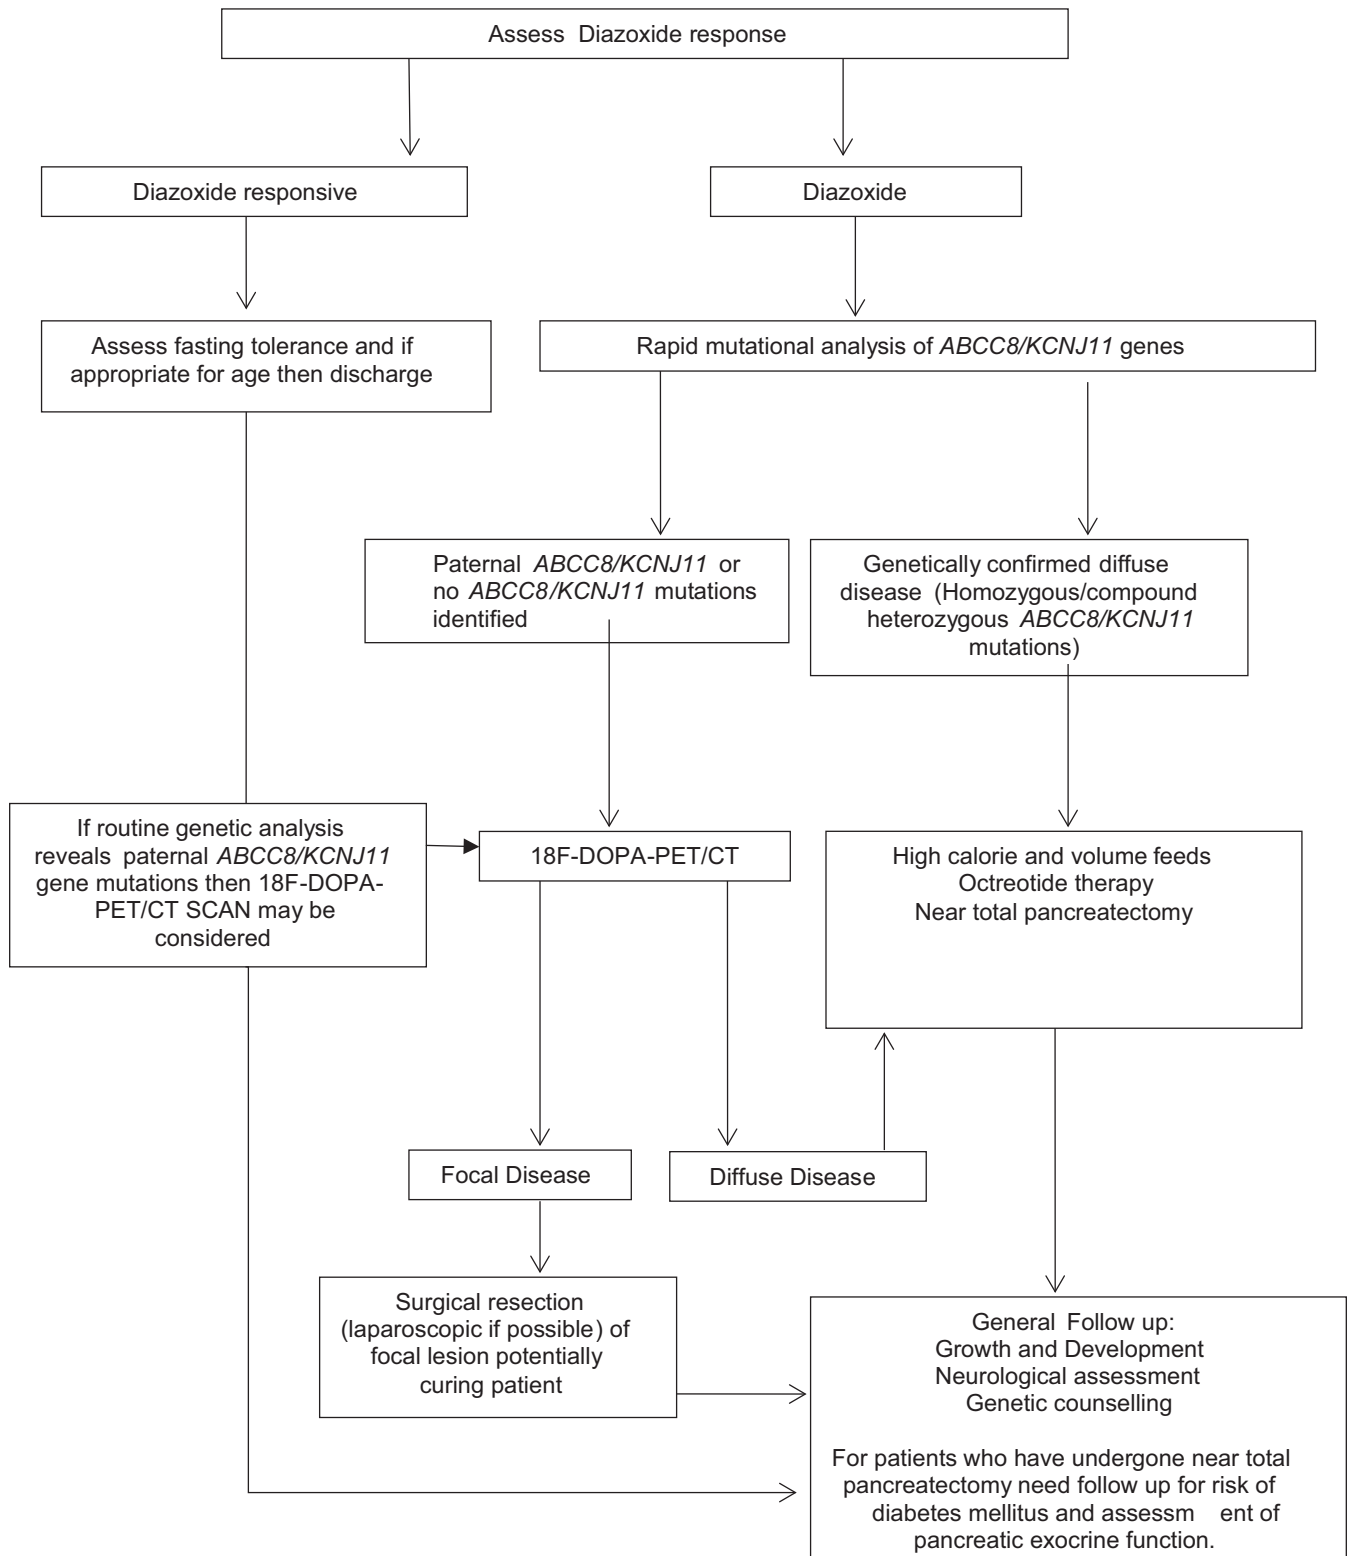 Assess Diazoxide response
Diazoxide responsive
Diazoxide
Assess fasting tolerance and if
appropriate for age then discharge
Rapid mutational analysis of ABCC8/KCNJ11 genes
Paternal ABCC8/KCNJ11 or
no ABCC8/KCNJ11 mutations
identified
Genetically confirmed diffuse
disease (Homozygous/compound
heterozygous ABCC8/KCNJ11
mutations)
If routine genetic analysis
reveals paternal ABCC8/KCNJ11
gene mutations then 18F-DOPA-
PET/CT SCAN may be
considered
18F-DOPA-PET/CT
High calorie and volume feeds
Octreotide therapy
Near total pancreatectomy
Focal Disease
Diffuse Disease
Surgical resection
(laparoscopic if possible) of
focal lesion potentially
curing patient
General Follow up:
Growth and Development
Neurological assessment
Genetic counselling
For patients who have undergone near total
pancreatectomy need follow up for risk of
diabetes mellitus and assessm ent of
pancreatic exocrine function.